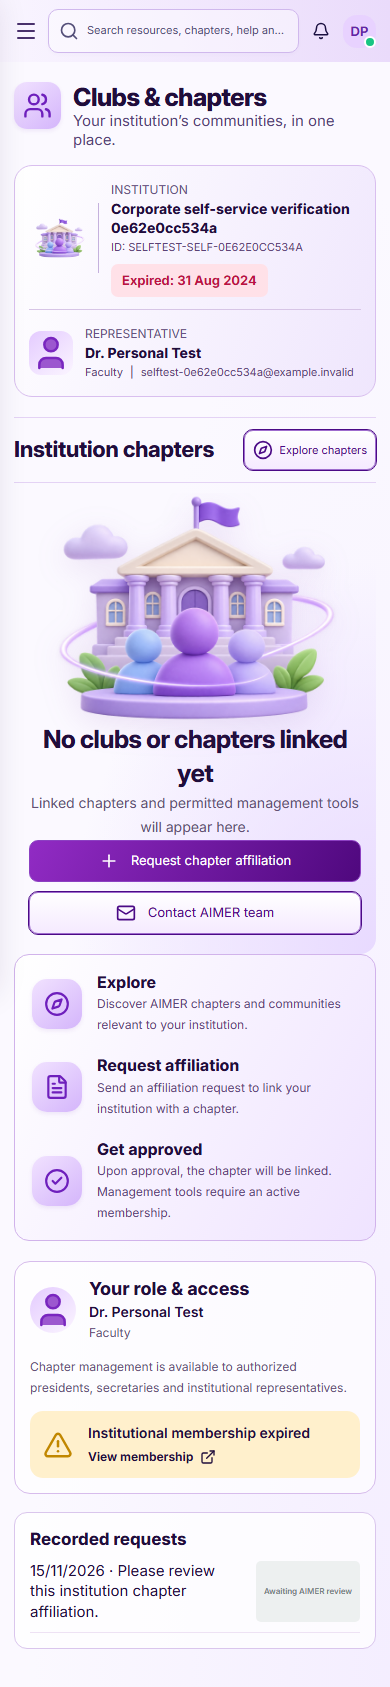 Search resources, chapters, help an...
DP
Clubs & chapters
Your institution's communities, in one
place.
INSTITUTION
Corporate self-service verification
0e62e0cc534a
ID: SELFTEST-SELF-0E62E0CC534A
Expired: 31 Aug 2024
REPRESENTATIVE
Dr. Personal Test
Faculty | selftest-0e62e0cc534a@example.invalid
Institution chapters
Explore chapters
No clubs or chapters linked
yet
Linked chapters and permitted management tools
will appear here.
Request chapter affiliation
Contact AIMER team
Explore
Discover AIMER chapters and communities
relevant to your institution.
Request affiliation
Send an affiliation request to link your
institution with a chapter.
Get approved
Upon approval, the chapter will be linked.
Management tools require an active
membership.
Your role & access
Dr. Personal Test
Faculty
Chapter management is available to authorized
presidents, secretaries and institutional representatives.
Institutional membership expired
View membership
Recorded requests
15/11/2026 · Please review
this institution chapter
affiliation.
Awaiting AIMER review